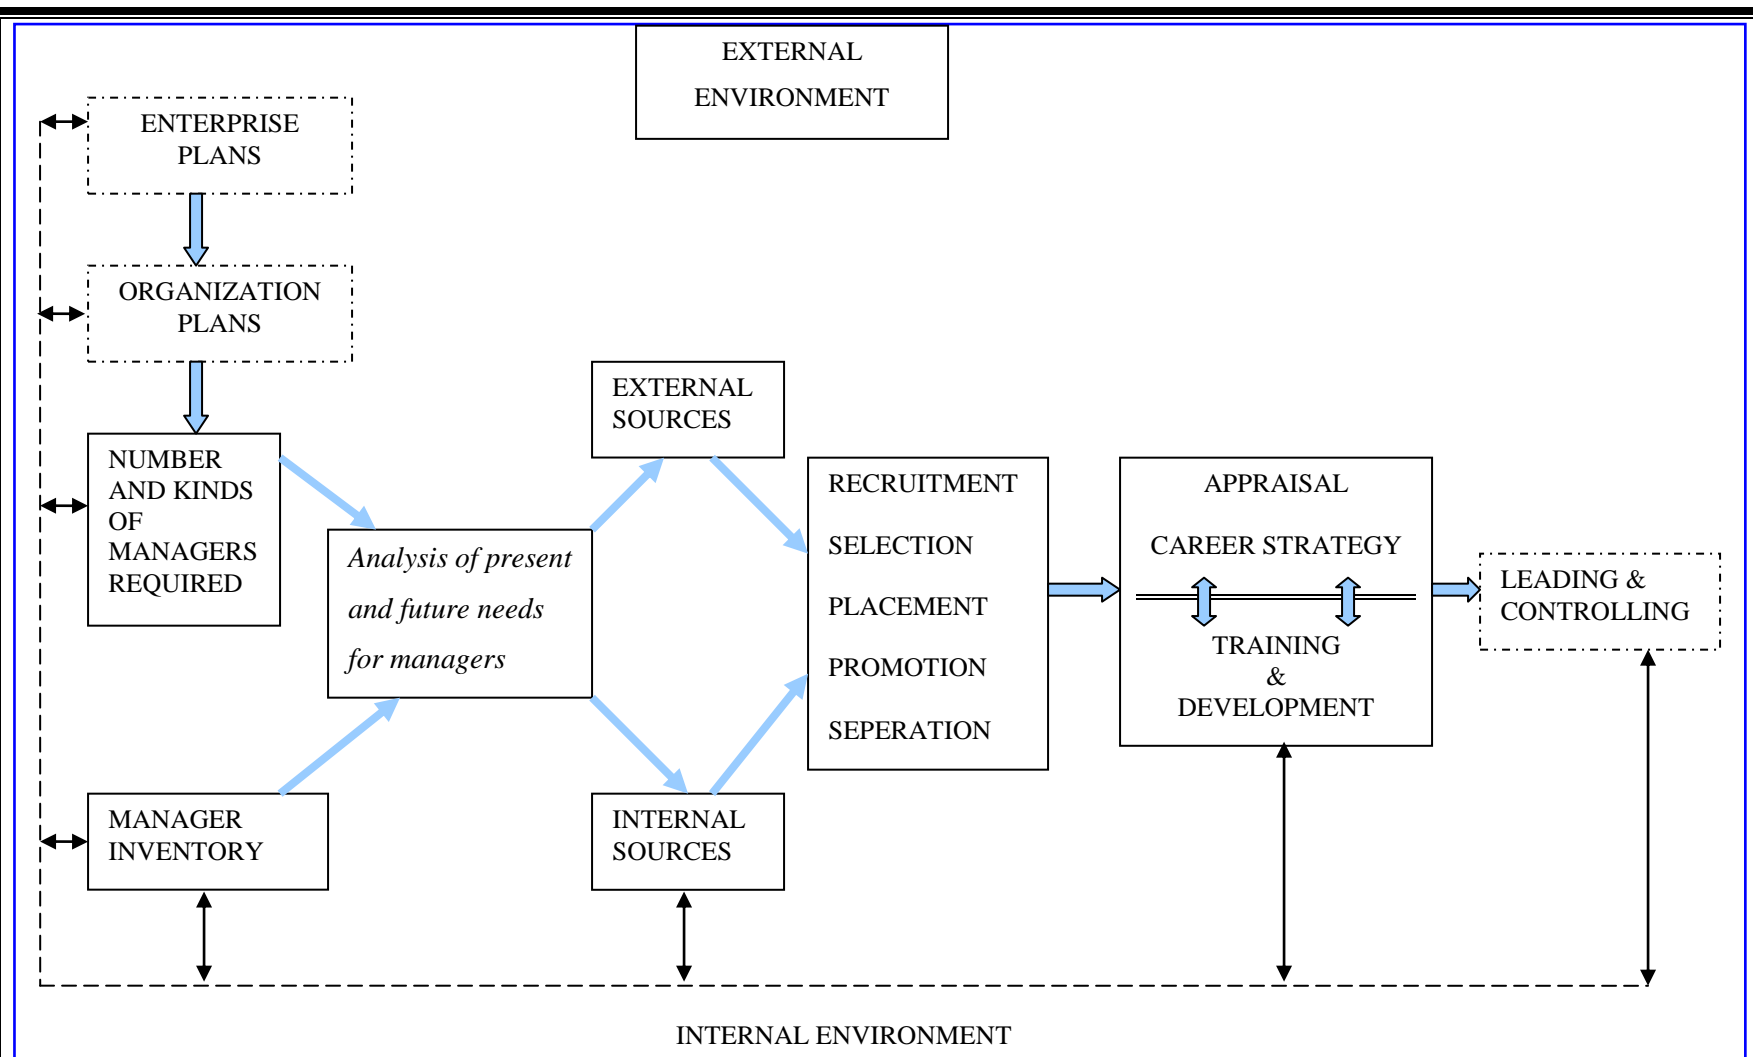 EXTERNAL
ENVIRONMENT
ENTERPRISE
PLANS
ORGANIZATION
PLANS
NUMBER
AND KINDS
OF
MANAGERS
REQUIRED
Analysis of present
and future needs
for managers
MANAGER
INVENTORY
EXTERNAL
SOURCES
INTERNAL
SOURCES
RECRUITMENT
SELECTION
PLACEMENT
PROMOTION
SEPERATION
APPRAISAL
CAREER STRATEGY
TRAINING
&
DEVELOPMENT
LEADING &
CONTROLLING
INTERNAL ENVIRONMENT